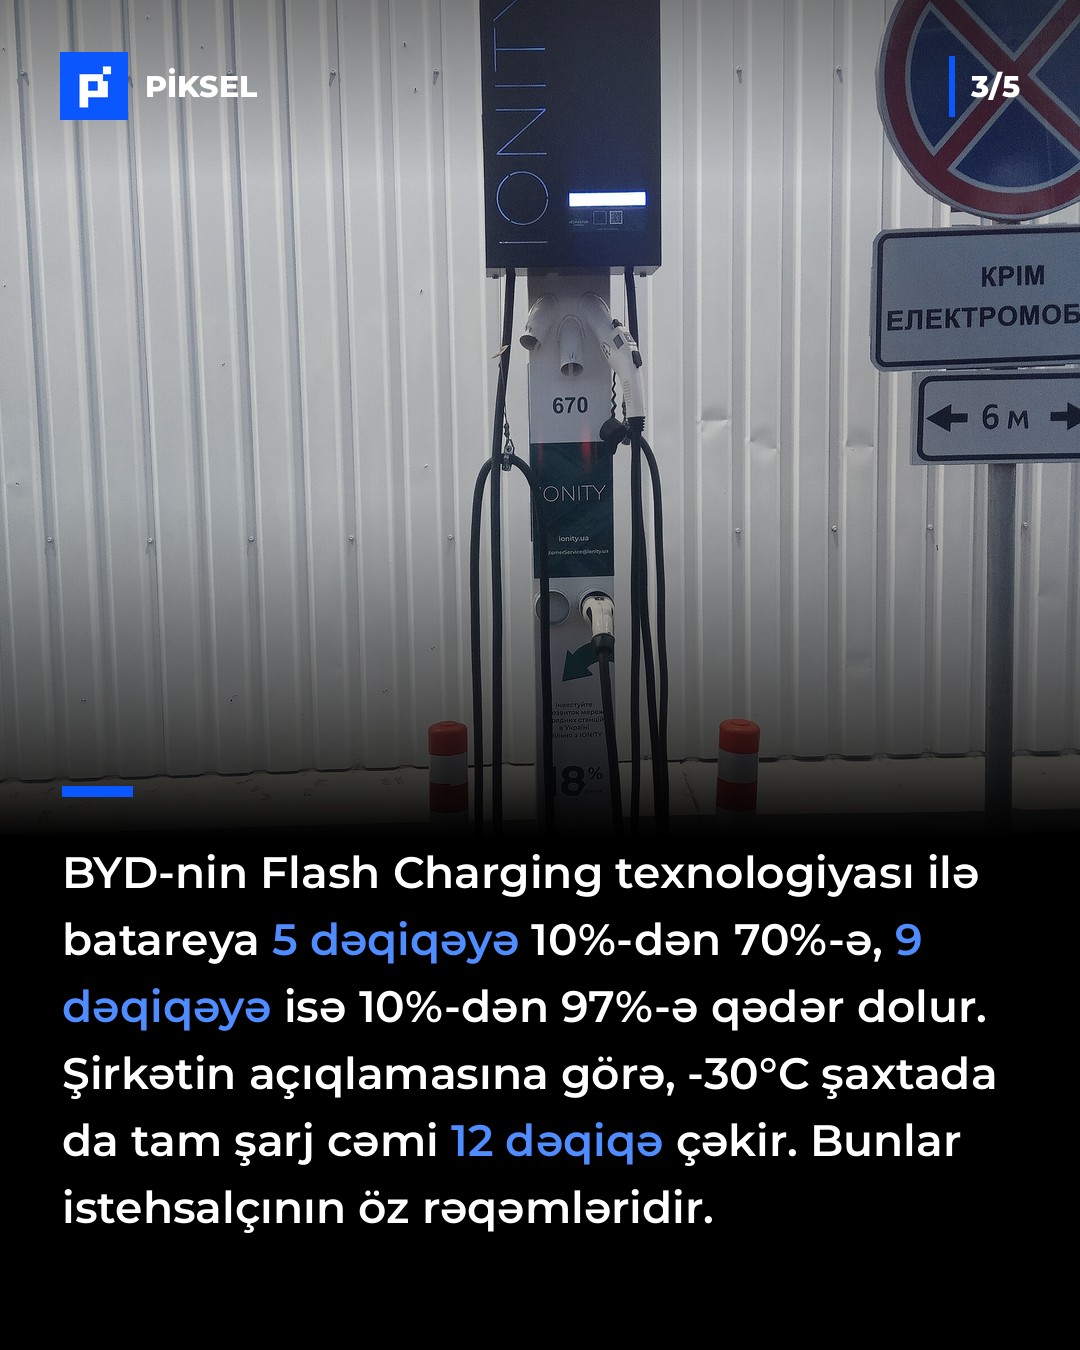 PİKSEL
3/5
IONITY
КРІМ
ЕЛЕКТРОМОБ
6 м
670
IONITY
ionity.ua
18%
BYD-nin Flash Charging texnologiyası ilə
batareya 5 dəqiqəyə 10%-dən 70%-ə, 9
dəqiqəyə isə 10%-dən 97%-ə qədər dolur.
Şirkətin açıqlamasına görə, -30°C şaxtada
da tam şarj cəmi 12 dəqiqə çəkir. Bunlar
istehsalçının öz rəqəmləridir.